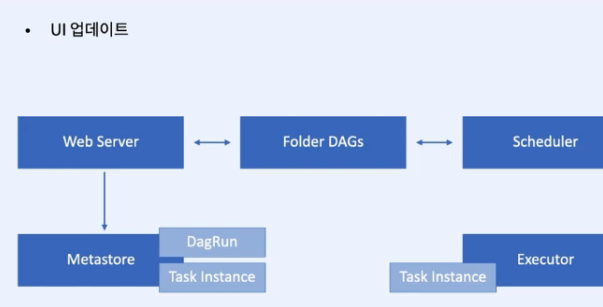 • UI 업데이트
Web Server
Folder DAGs
Scheduler
DagRun
Metastore
Task Instance
Task Instance
Executor